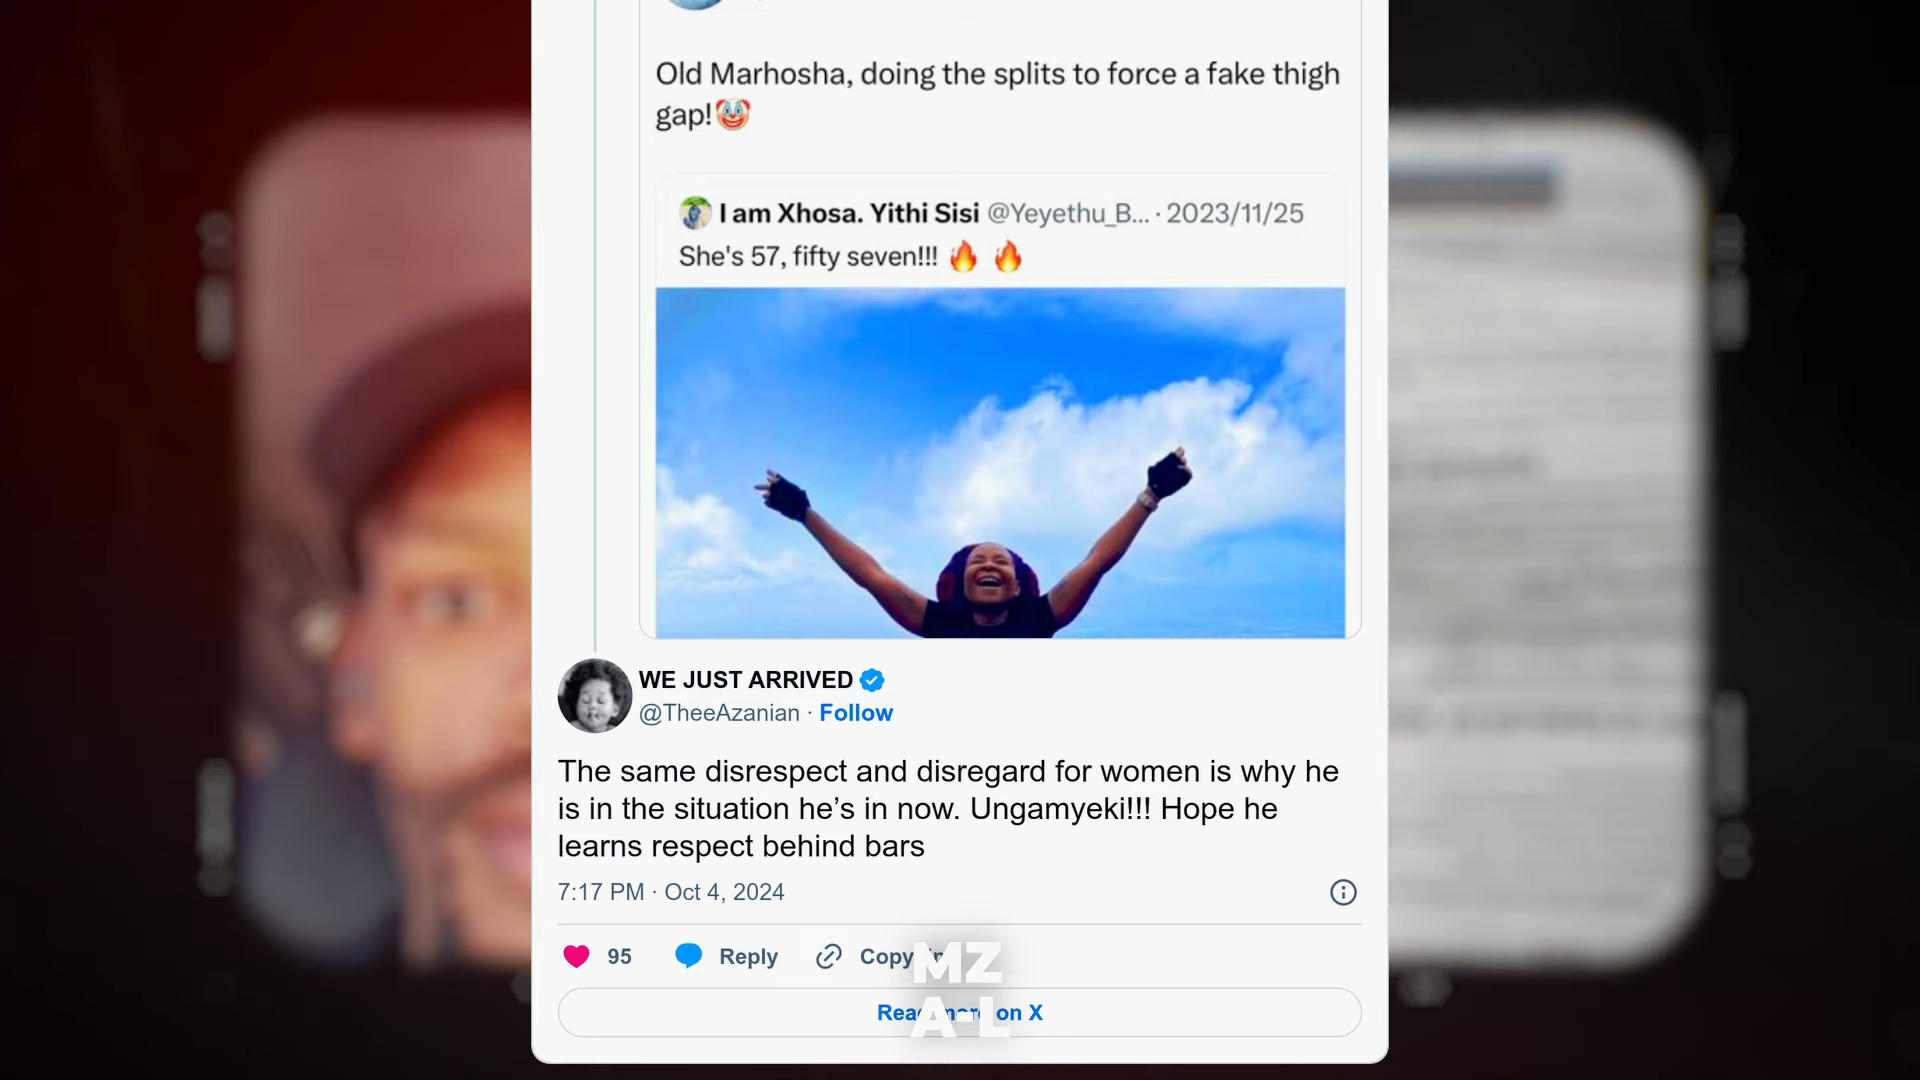 Old Marhosha, doing the splits to force a fake thigh
gap!🤡
I am Xhosa. Yithi Sisi @Yeyethu_B... · 2023/11/25
She's 57, fifty seven!!! 🔥 🔥
WE JUST ARRIVED
@TheeAzanian · Follow
The same disrespect and disregard for women is why he
is in the situation he’s in now. Ungamyeki!!! Hope he
learns respect behind bars
7:17 PM · Oct 4, 2024
95 Reply Copy
Read more on X
MZ
A-L